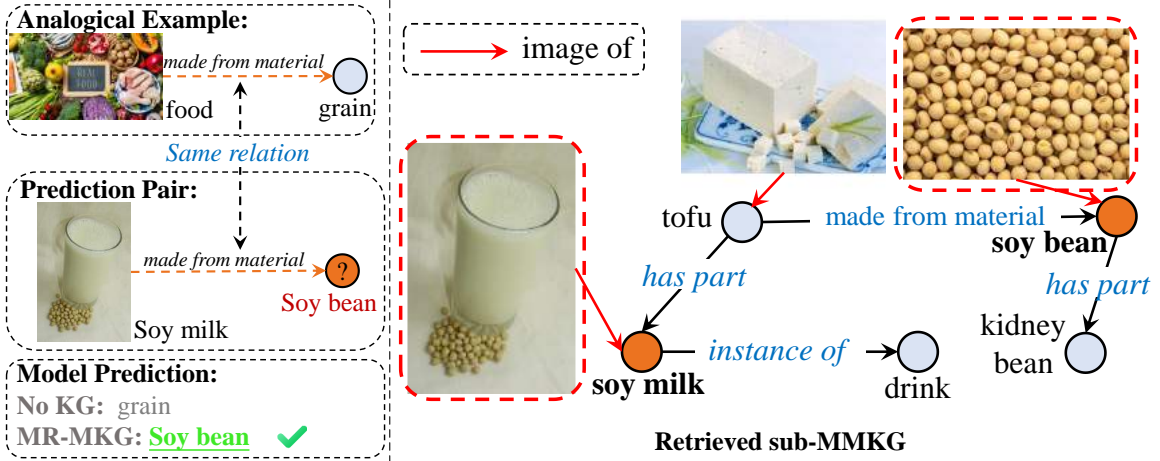 Analogical Example:
made from material
REAL
FOOD
food
grain
Same relation
Prediction Pair:
made from material
?
Soy bean
Soy milk
Model Prediction:
No KG: grain
MR-MKG: Soy bean
image of
tofu
made from material
soy bean
has part
has part
kidney
bean
soy milk
instance of
drink
Retrieved sub-MMKG